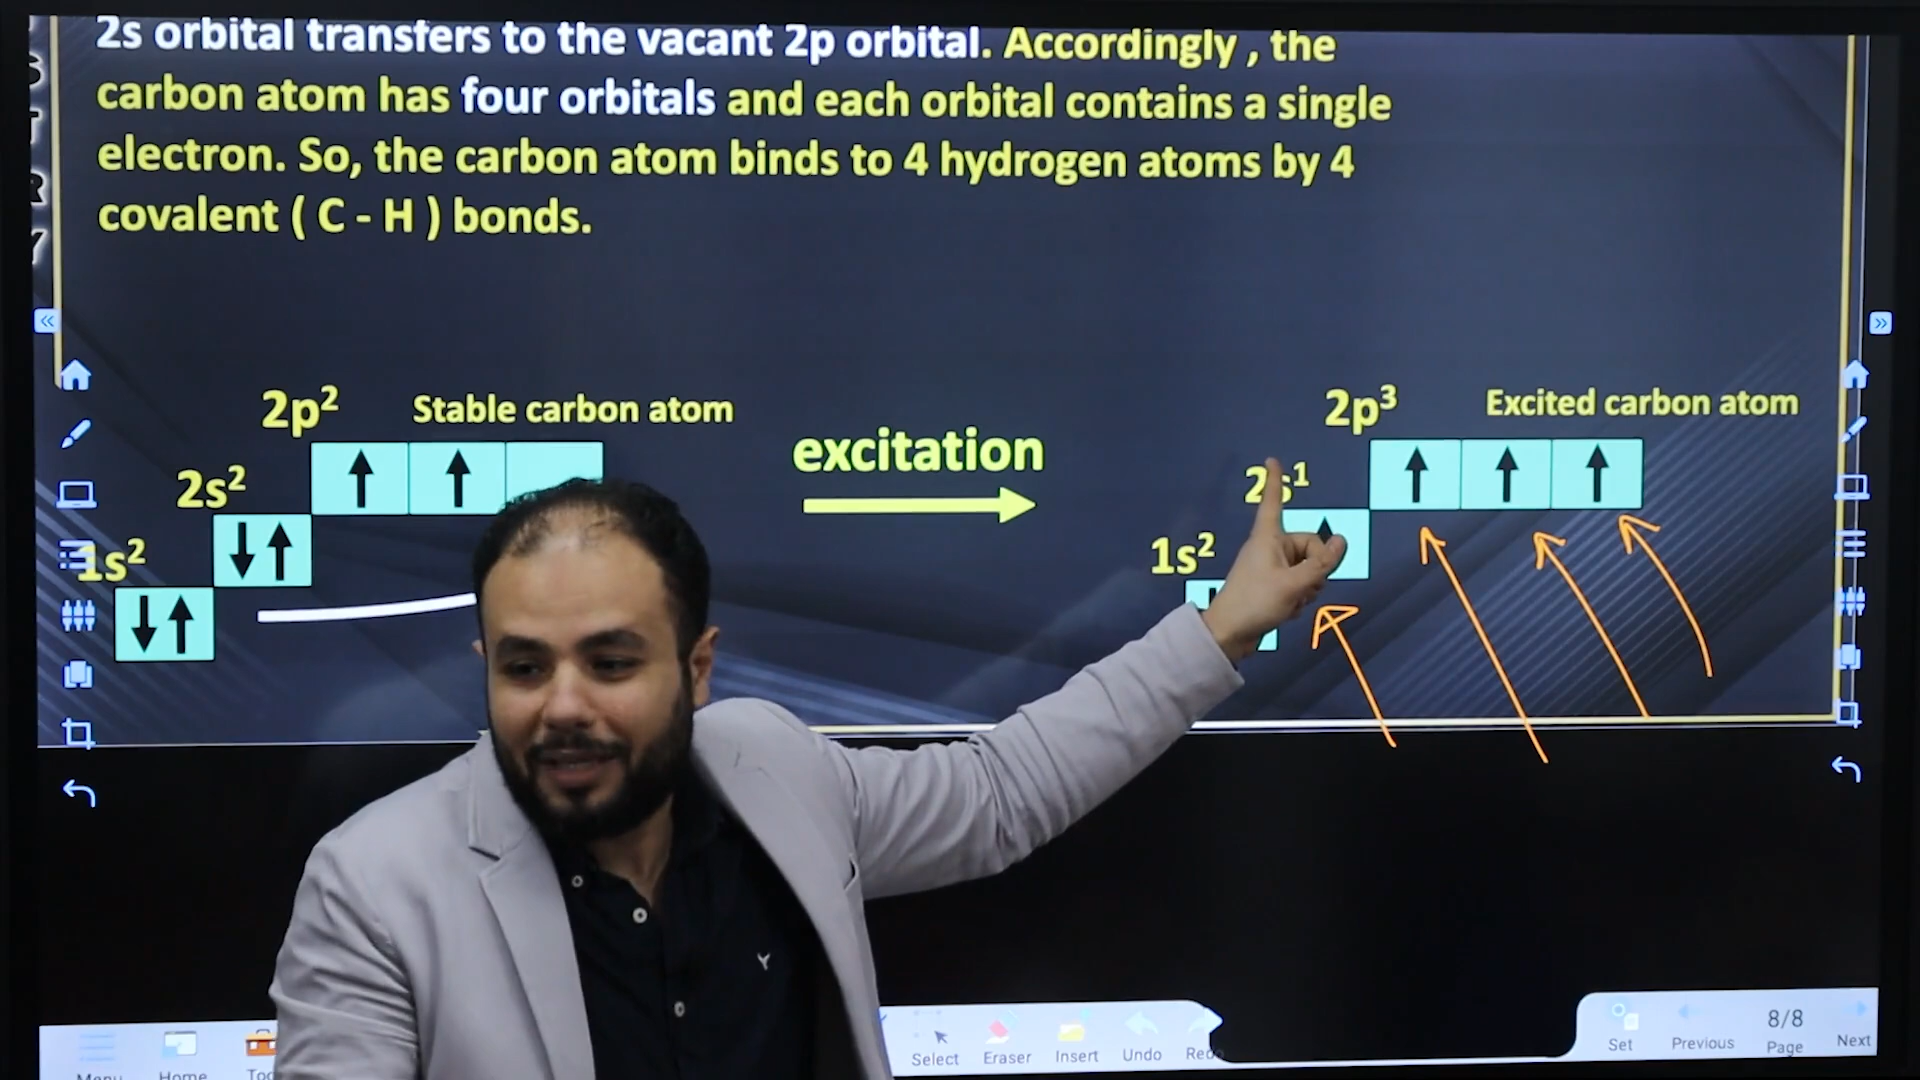 2s orbital transfers to the vacant 2p orbital. Accordingly , the
carbon atom has four orbitals and each orbital contains a single
electron. So, the carbon atom binds to 4 hydrogen atoms by 4
covalent ( C - H ) bonds.
S
T
R
Y
2p²
Stable carbon atom
2s²
1s²
excitation
2p³
Excited carbon atom
2s¹
1s²
Menu
Home
Select
Eraser
Insert
Undo
Set
Previous
8/8
Page
Next